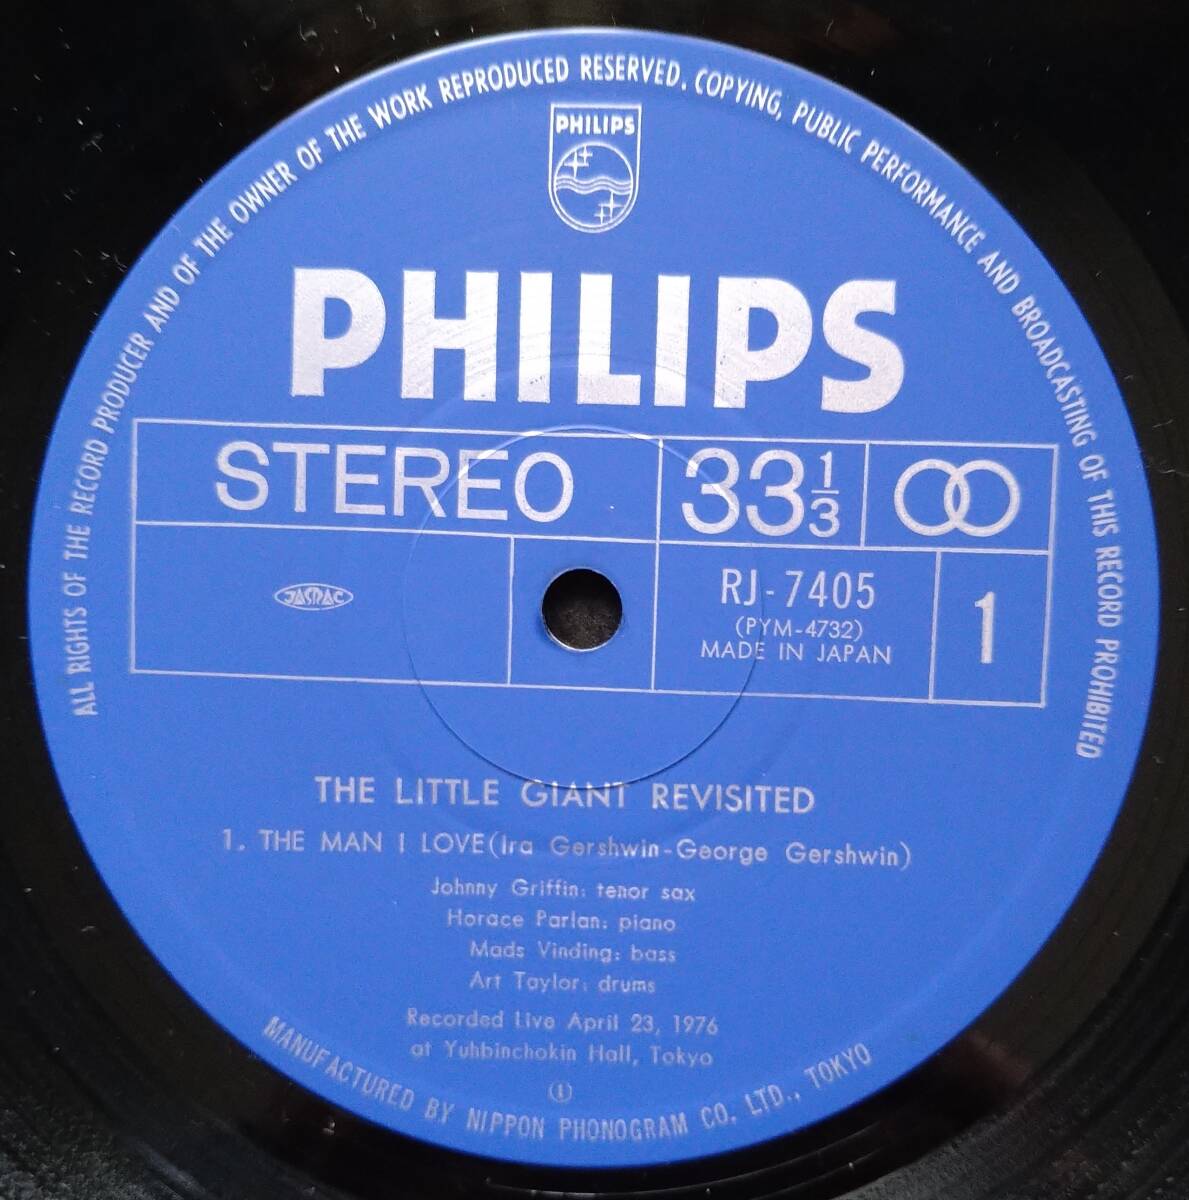 ALL RIGHTS OF THE RECORD PRODUCER AND OF THE OWNER OF THE WORK REPRODUCED RESERVED. COPYING, PUBLIC PERFORMANCE AND BROADCASTING OF THIS RECORD PROHIBITED
PHILIPS
PHILIPS
STEREO 33 1/3
JASRAC
RJ-7405
(PYM-4732)
MADE IN JAPAN
1
THE LITTLE GIANT REVISITED
1. THE MAN I LOVE(Ira Gershwin-George Gershwin)
Johnny Griffin: tenor sax
Horace Parlan: piano
Mads Vinding: bass
Art Taylor: drums
Recorded Live April 23, 1976
at Yuhbinchokin Hall, Tokyo
MANUFACTURED BY NIPPON PHONOGRAM CO. LTD., TOKYO